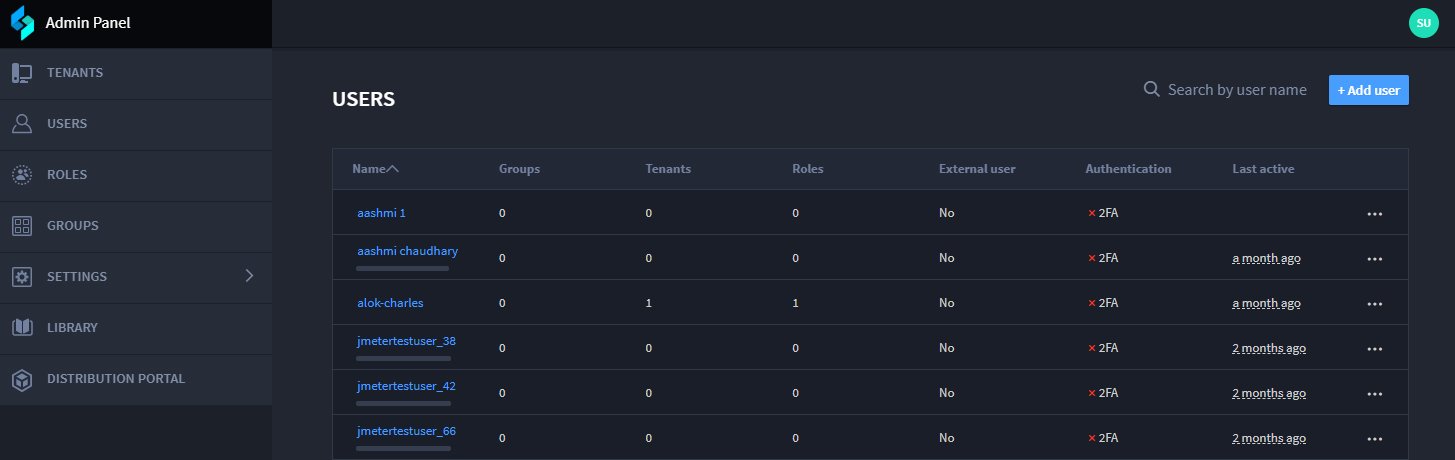 Admin Panel
SU
TENANTS
USERS
ROLES
GROUPS
SETTINGS
LIBRARY
DISTRIBUTION PORTAL
USERS
Search by user name
+ Add user
Name Groups Tenants Roles External user Authentication Last active
aashmi 1 0 0 0 No × 2FA ...
aashmi chaudhary 0 0 0 No × 2FA a month ago ...
alok-charles 0 1 1 No × 2FA a month ago ...
jmetertestuser_38 0 0 0 No × 2FA 2 months ago ...
jmetertestuser_42 0 0 0 No × 2FA 2 months ago ...
jmetertestuser_66 0 0 0 No × 2FA 2 months ago ...